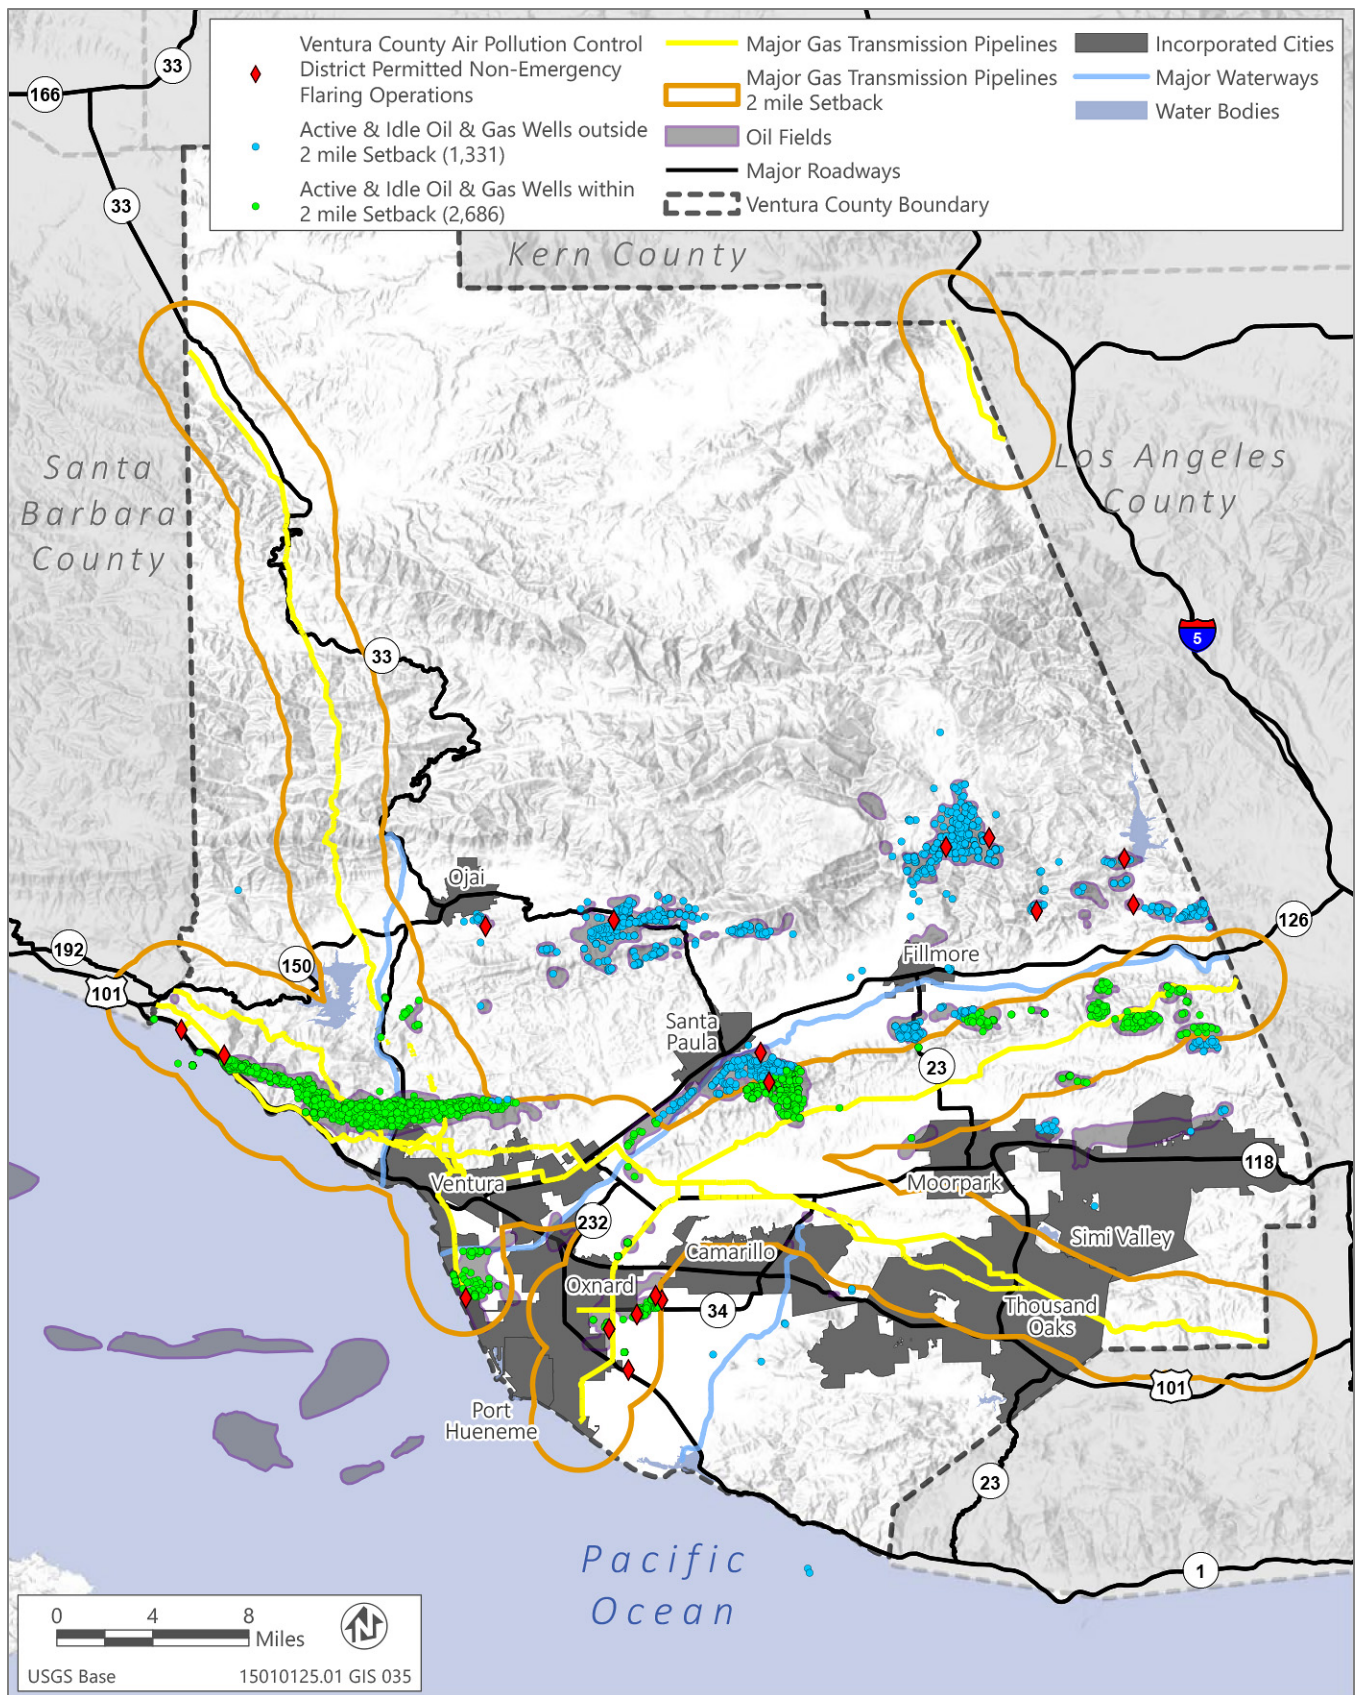 Ventura County Air Pollution Control
District Permitted Non-Emergency
Flaring Operations
Active & Idle Oil & Gas Wells outside
2 mile Setback (1,331)
Active & Idle Oil & Gas Wells within
2 mile Setback (2,686)
Major Gas Transmission Pipelines
Major Gas Transmission Pipelines
2 mile Setback
Oil Fields
Major Roadways
Ventura County Boundary
Incorporated Cities
Major Waterways
Water Bodies
33
166
33
Kern County
Santa
Barbara
County
Los Angeles
County
5
33
Ojai
126
192
150
Fillmore
101
Santa
Paula
23
118
Ventura
Moorpark
232
Simi Valley
Camarillo
Oxnard
34
Thousand
Oaks
101
Port
Hueneme
23
Pacific
Ocean
1
0 4 8
Miles
USGS Base 15010125.01 GIS 035